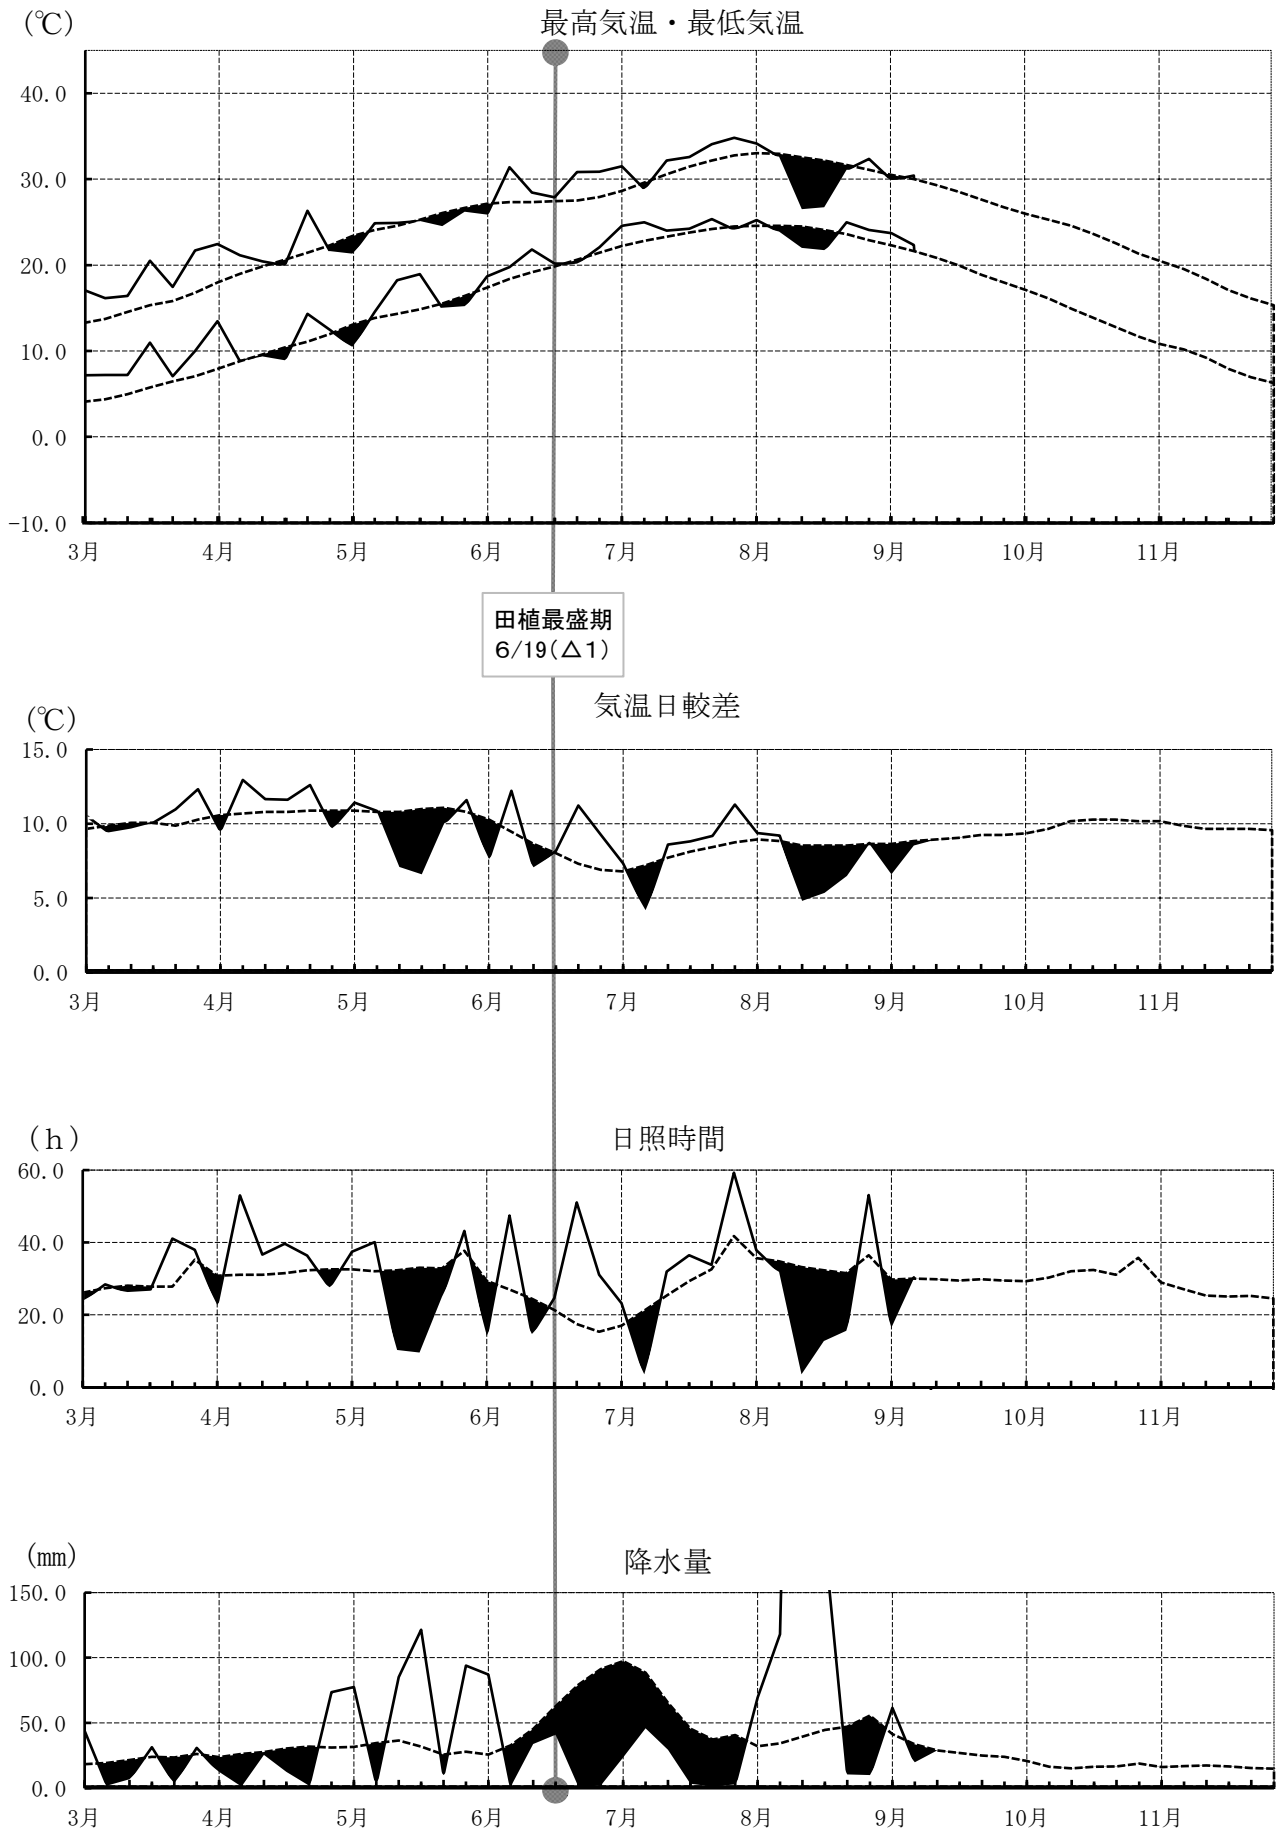 (℃)
最高気温・最低気温
40.0
30.0
20.0
10.0
0.0
-10.0
3月 4月 5月 6月 7月 8月 9月 10月 11月
田植最盛期
6/19(△1)
気温日較差
(℃)
15.0
10.0
5.0
0.0
3月 4月 5月 6月 7月 8月 9月 10月 11月
(h)
日照時間
60.0
40.0
20.0
0.0
3月 4月 5月 6月 7月 8月 9月 10月 11月
(mm)
降水量
150.0
100.0
50.0
0.0
3月 4月 5月 6月 7月 8月 9月 10月 11月